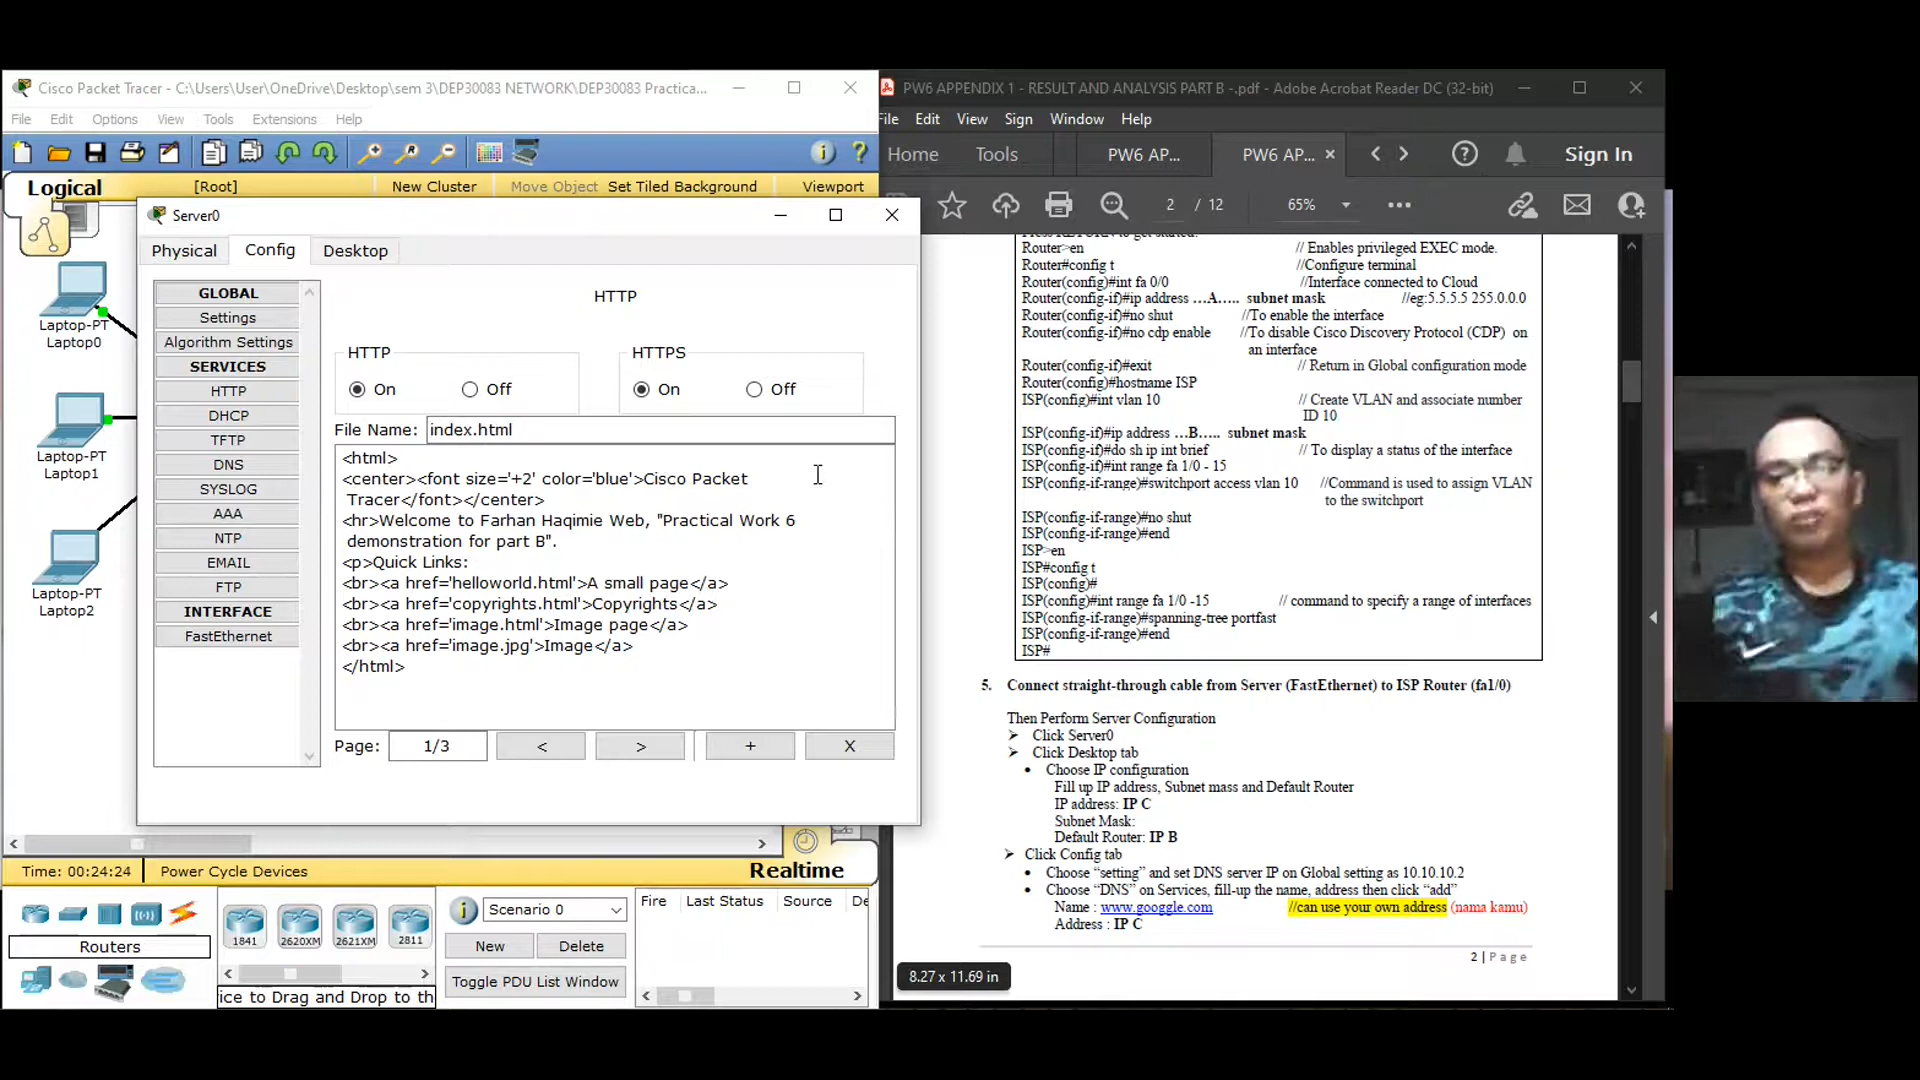 Cisco Packet Tracer - C:\Users\User\OneDrive\Desktop\sem 3\DEP30083 NETWORK\DEP30083 Practica...
File Edit Options View Tools Extensions Help
Logical [Root] New Cluster Move Object Set Tiled Background Viewport
Laptop-PT
Laptop0
Laptop-PT
Laptop1
Laptop-PT
Laptop2
Server0
Physical Config Desktop
GLOBAL
Settings
Algorithm Settings
SERVICES
HTTP
DHCP
TFTP
DNS
SYSLOG
AAA
NTP
EMAIL
FTP
INTERFACE
FastEthernet
HTTP
HTTP
On Off
HTTPS
On Off
File Name: index.html
<html>
<center><font size='+2' color='blue'>Cisco Packet
Tracer</font></center>
<hr>Welcome to Farhan Haqimie Web, "Practical Work 6
demonstration for part B".
<p>Quick Links:
<br><a href='helloworld.html'>A small page</a>
<br><a href='copyrights.html'>Copyrights</a>
<br><a href='image.html'>Image page</a>
<br><a href='image.jpg'>Image</a>
</html>
Page: 1/3 < > + X
Time: 00:24:24 Power Cycle Devices Realtime
Routers
1841 2620XM 2621XM 2811
ice to Drag and Drop to th
Scenario 0
New Delete
Toggle PDU List Window
Fire Last Status Source De
PW6 APPENDIX 1 - RESULT AND ANALYSIS PART B -.pdf - Adobe Acrobat Reader DC (32-bit)
File Edit View Sign Window Help
Home Tools PW6 AP... PW6 AP... × Sign In
2 / 12 65%
Router>en // Enables privileged EXEC mode.
Router#config t //Configure terminal
Router(config)#int fa 0/0 //Interface connected to Cloud
Router(config-if)#ip address …A….. subnet mask //eg:5.5.5.5 255.0.0.0
Router(config-if)#no shut //To enable the interface
Router(config-if)#no cdp enable //To disable Cisco Discovery Protocol (CDP) on
an interface
Router(config-if)#exit // Return in Global configuration mode
Router(config)#hostname ISP
ISP(config)#int vlan 10 // Create VLAN and associate number
ID 10
ISP(config-if)#ip address …B….. subnet mask
ISP(config-if)#do sh ip int brief // To display a status of the interface
ISP(config-if)#int range fa 1/0 - 15
ISP(config-if-range)#switchport access vlan 10 //Command is used to assign VLAN
to the switchport
ISP(config-if-range)#no shut
ISP(config-if-range)#end
ISP>en
ISP#config t
ISP(config)#
ISP(config)#int range fa 1/0 -15 // command to specify a range of interfaces
ISP(config-if-range)#spanning-tree portfast
ISP(config-if-range)#end
ISP#
5. Connect straight-through cable from Server (FastEthernet) to ISP Router (fa1/0)
Then Perform Server Configuration
Click Server0
Click Desktop tab
Choose IP configuration
Fill up IP address, Subnet mass and Default Router
IP address: IP C
Subnet Mask:
Default Router: IP B
Click Config tab
Choose “setting” and set DNS server IP on Global setting as 10.10.10.2
Choose “DNS” on Services, fill-up the name, address then click “add”
Name : www.googgle.com //can use your own address (nama kamu)
Address : IP C
2 | Page
8.27 x 11.69 in